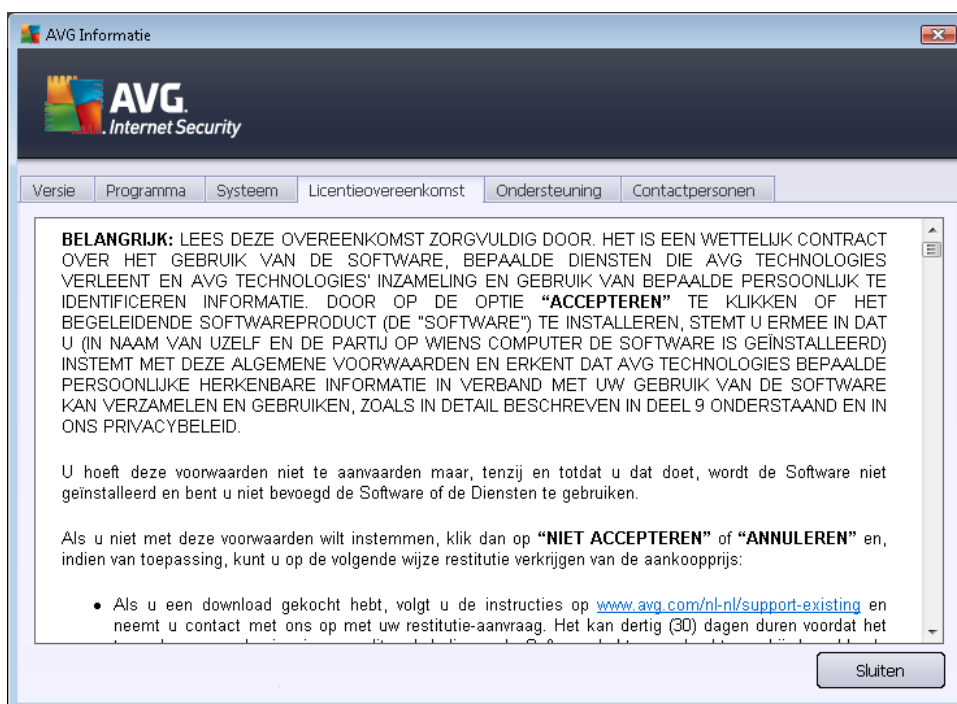 AVG Informatie
AVG.
Internet Security
Versie Programma Systeem Licentieovereenkomst Ondersteuning Contactpersonen
BELANGRIJK: LEES DEZE OVEREENKOMST ZORGVULDIG DOOR. HET IS EEN WETTELIJK CONTRACT
OVER HET GEBRUIK VAN DE SOFTWARE, BEPAALDE DIENSTEN DIE AVG TECHNOLOGIES
VERLEENT EN AVG TECHNOLOGIES' INZAMELING EN GEBRUIK VAN BEPAALDE PERSOONLIJK TE
IDENTIFICEREN INFORMATIE. DOOR OP DE OPTIE “ACCEPTEREN” TE KLIKKEN OF HET
BEGELEIDENDE SOFTWAREPRODUCT (DE "SOFTWARE") TE INSTALLEREN, STEMT U ERMEE IN DAT
U (IN NAAM VAN UZELF EN DE PARTIJ OP WIENS COMPUTER DE SOFTWARE IS GEÏNSTALLEERD)
INSTEMT MET DEZE ALGEMENE VOORWAARDEN EN ERKENT DAT AVG TECHNOLOGIES BEPAALDE
PERSOONLIJKE HERKENBARE INFORMATIE IN VERBAND MET UW GEBRUIK VAN DE SOFTWARE
KAN VERZAMELEN EN GEBRUIKEN, ZOALS IN DETAIL BESCHREVEN IN DEEL 9 ONDERSTAAND EN IN
ONS PRIVACYBELEID.
U hoeft deze voorwaarden niet te aanvaarden maar, tenzij en totdat u dat doet, wordt de Software niet
geïnstalleerd en bent u niet bevoegd de Software of de Diensten te gebruiken.
Als u niet met deze voorwaarden wilt instemmen, klik dan op “NIET ACCEPTEREN” of “ANNULEREN” en,
indien van toepassing, kunt u op de volgende wijze restitutie verkrijgen van de aankoopprijs:
• Als u een download gekocht hebt, volgt u de instructies op www.avg.com/nl-nl/support-existing en
neemt u contact met ons op met uw restitutie-aanvraag. Het kan dertig (30) dagen duren voordat het
Sluiten